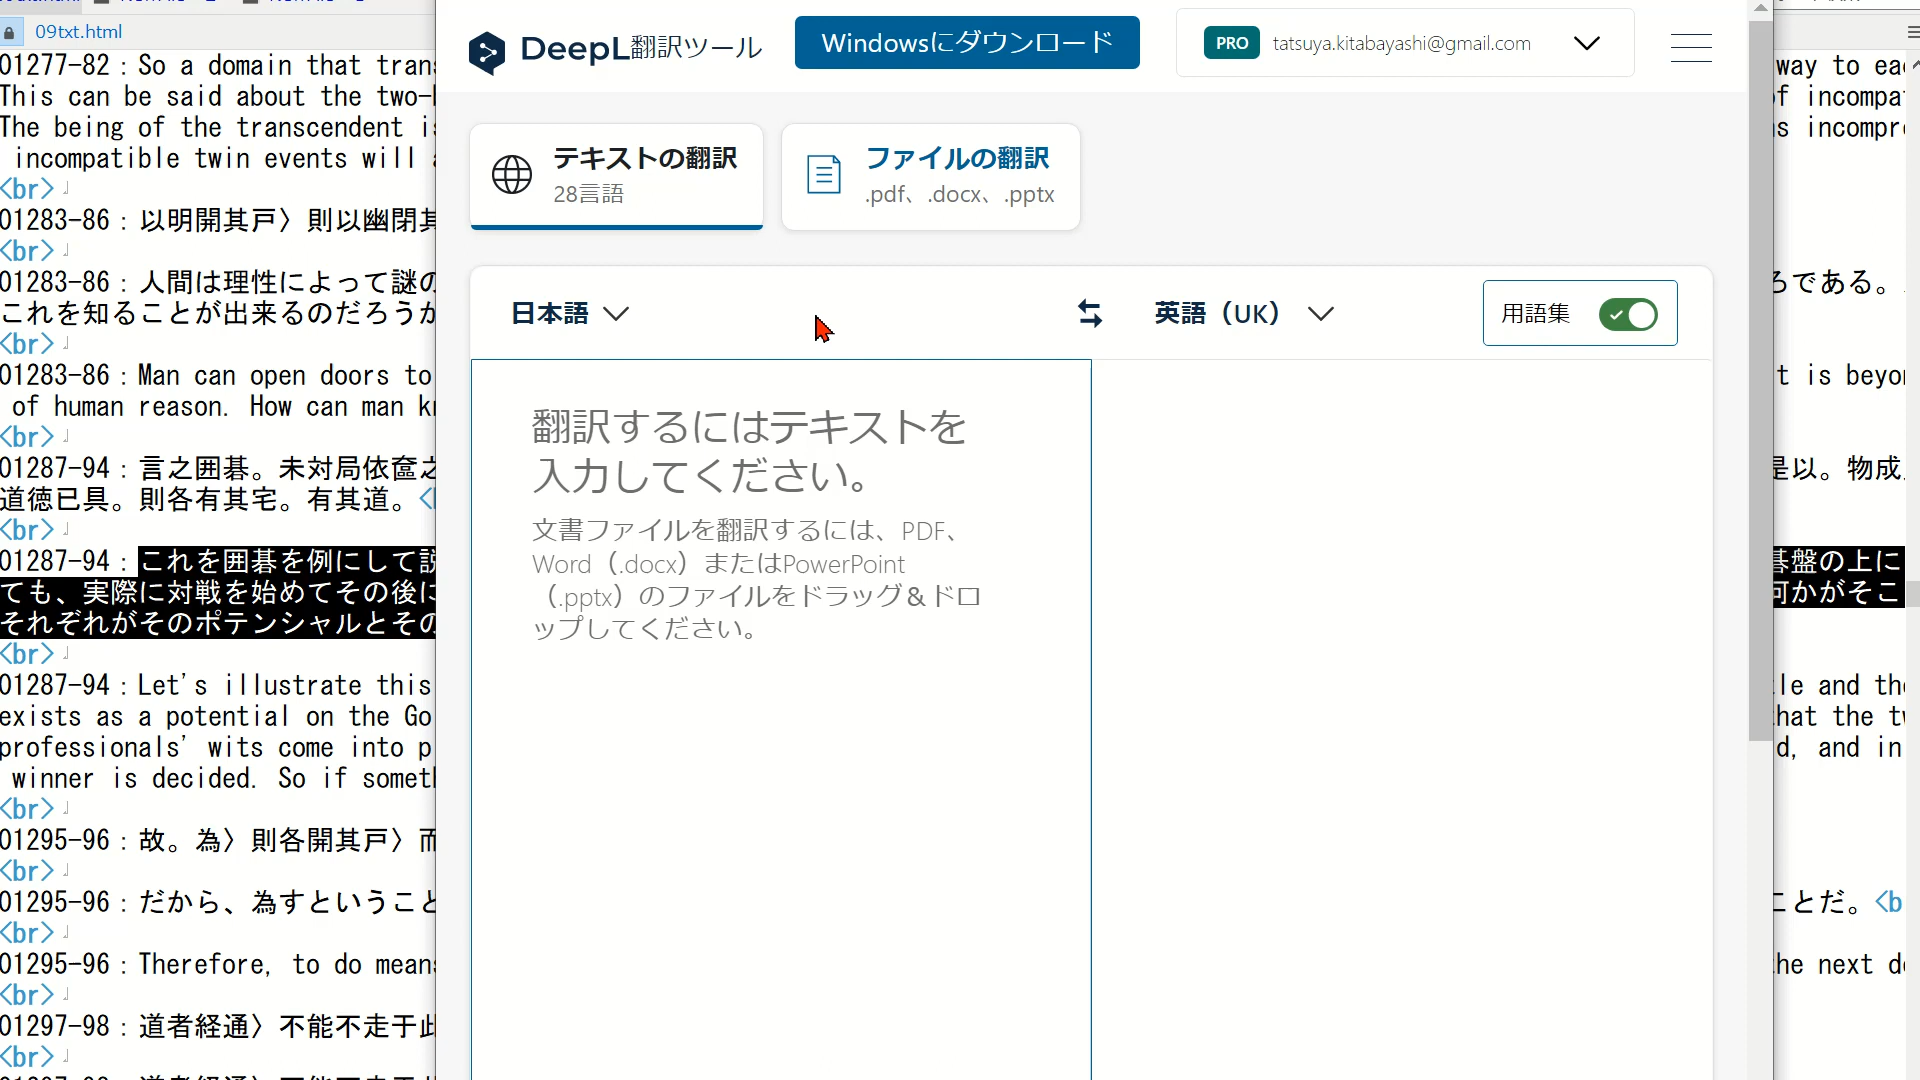 09txt.html
01277-82：So a domain that tran
This can be said about the two-
The being of the transcendent i
incompatible twin events will
<br>
01283-86：以明開其戸〉則以幽閉其
<br>
01283-86：人間は理性によって謎の
これを知ることが出来るのだろうか
<br>
01283-86：Man can open doors to
of human reason. How can man k
<br>
01287-94：言之囲碁。未対局依奩之
道徳已具。則各有其宅。有其道。<
<br>
01287-94：これを囲碁を例にして説
ても、実際に対戦を始めてその後に
それぞれがそのポテンシャルとその
<br>
01287-94：Let's illustrate this
exists as a potential on the Go
professionals' wits come into p
winner is decided. So if somet
<br>
01295-96：故。為〉則各開其戸〉而
<br>
01295-96：だから、為すということ
<br>
01295-96：Therefore, to do mean
<br>
01297-98：道者経通〉不能不走于此
<br>
DeepL翻訳ツール
Windowsにダウンロード
PRO tatsuya.kitabayashi@gmail.com
テキストの翻訳
28言語
ファイルの翻訳
.pdf、.docx、.pptx
日本語
英語（UK）
用語集
翻訳するにはテキストを
入力してください。
文書ファイルを翻訳するには、PDF、
Word（.docx）またはPowerPoint
（.pptx）のファイルをドラッグ＆ドロ
ップしてください。
way to ea
of incompa
is incompr
ろである。
t is beyo
是以。物成
碁盤の上に
何かがそこ
le and th
hat the t
d, and in
ことだ。<b
he next d